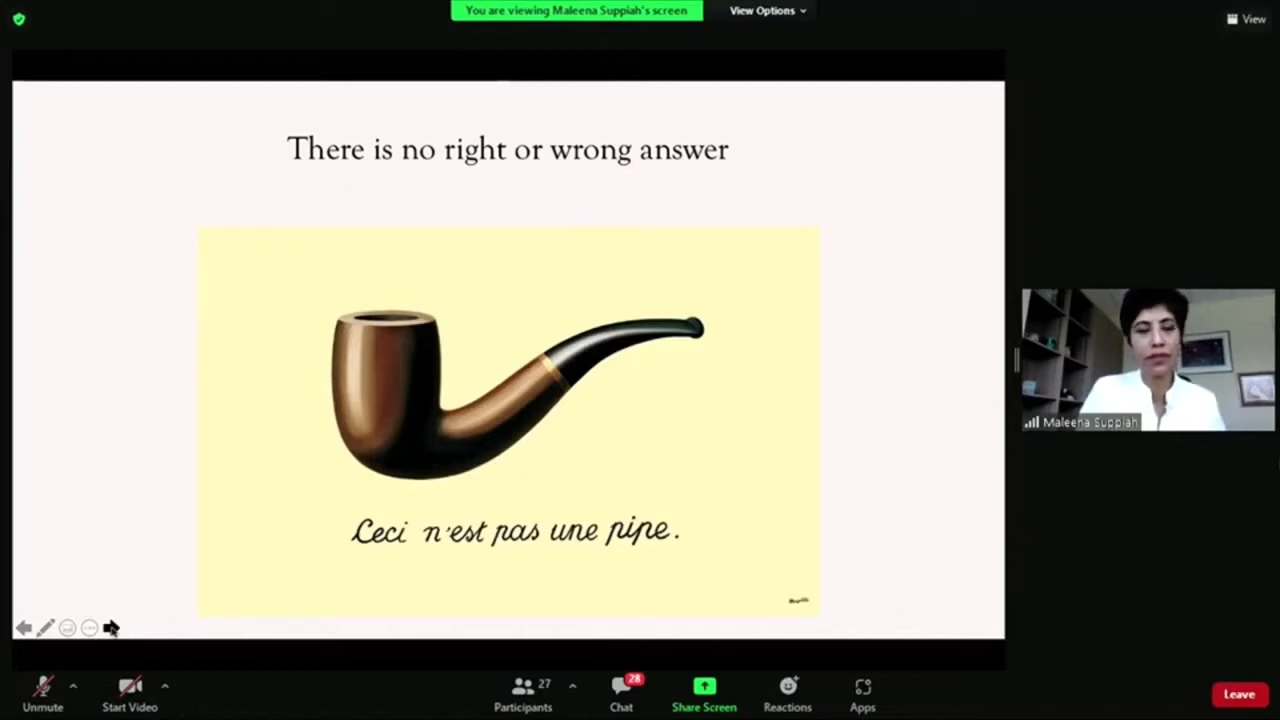 You are viewing Maleena Suppiah's screen
View Options
View
There is no right or wrong answer
Ceci n'est pas une pipe.
Maleena Suppiah
27
28
Unmute
Start Video
Participants
Chat
Share Screen
Reactions
Apps
Leave